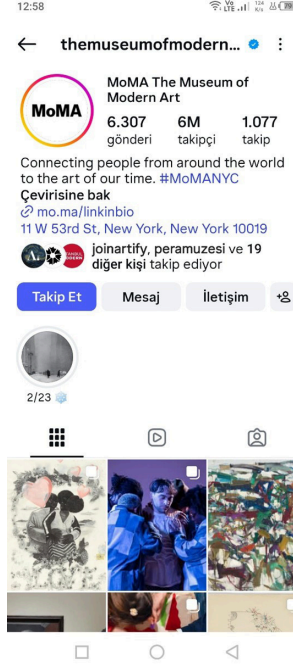 12:58
Vo
LTE
124
K/s
themuseumofmodern...
MoMA
MoMA The Museum of
Modern Art
6.307
6M
1.077
gönderi
takipçi
takip
Connecting people from around the world
to the art of our time. #MoMANYC
Çevirisine bak
mo.ma/linkinbio
11 W 53rd St, New York, New York 10019
joinartify, peramuzesi ve 19
diğer kişi takip ediyor
Takip Et
Mesaj
İletişim
2/23